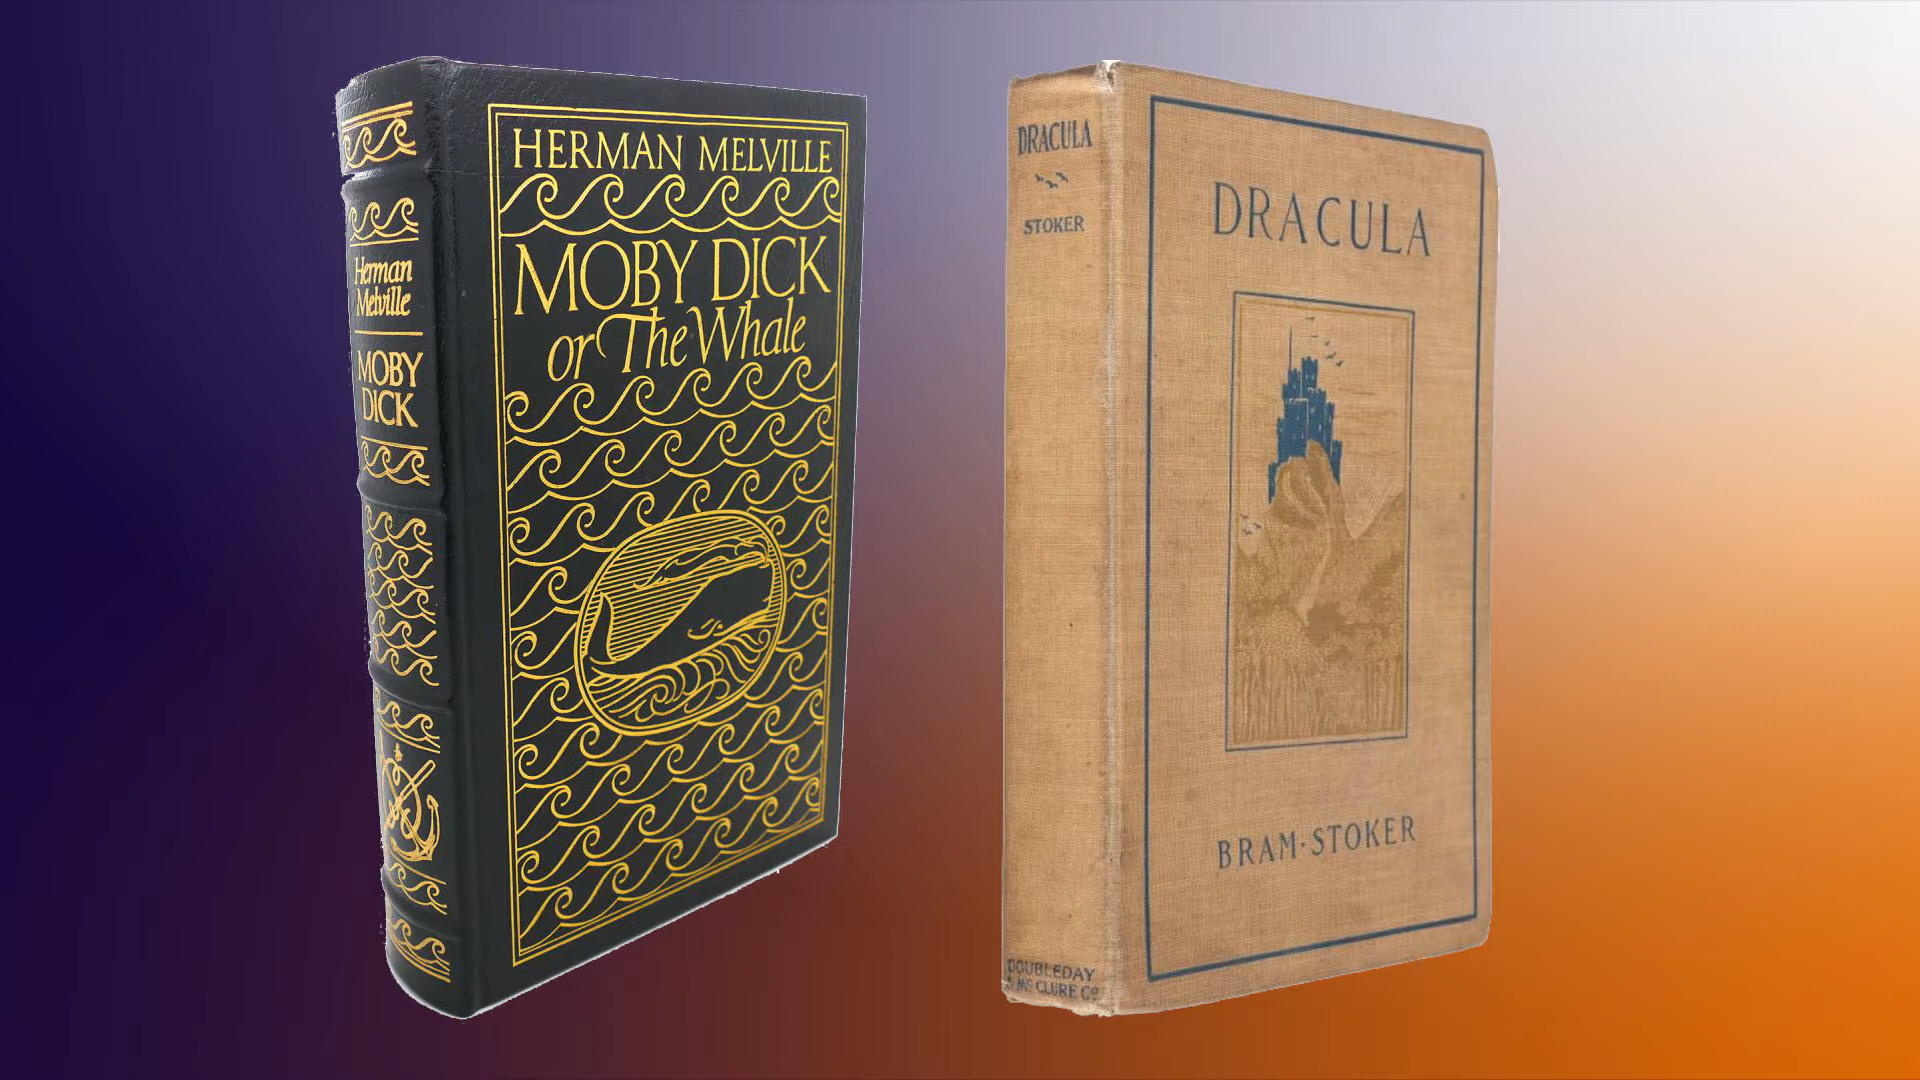 Herman
Melville
MOBY
DICK
HERMAN MELVILLE
MOBY DICK
or The Whale
DRACULA
STOKER
DOUBLEDAY
& McCLURE Co
DRACULA
BRAM·STOKER